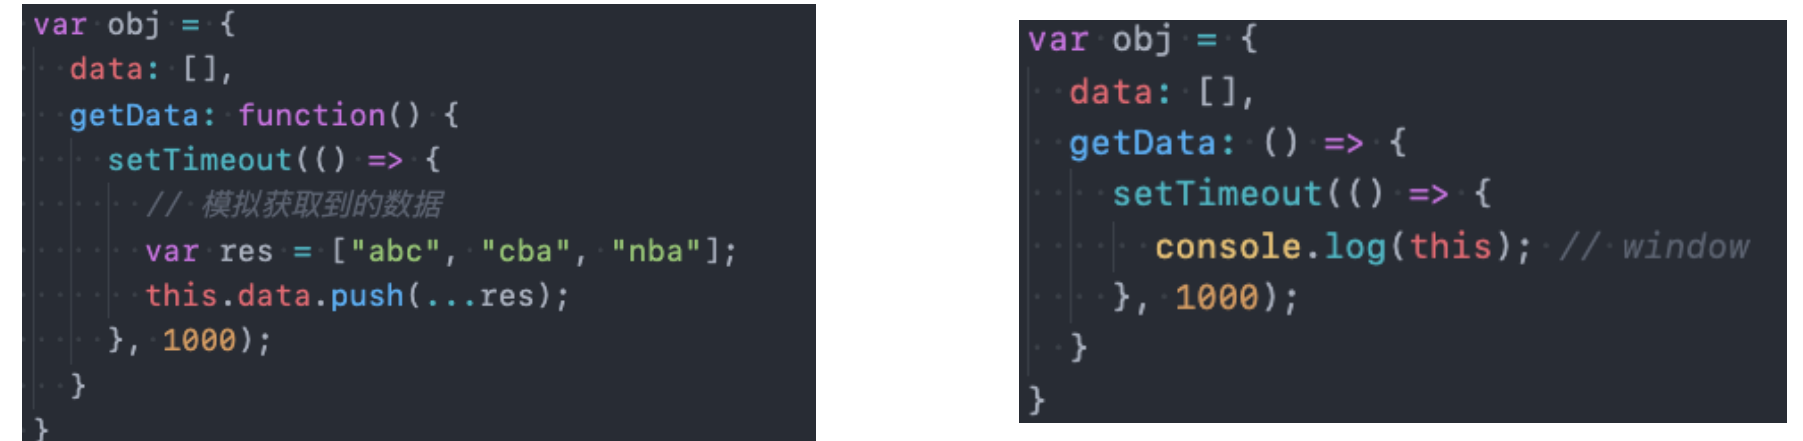 var obj = {
  data: [],
  getData: function() {
    setTimeout(() => {
      // 模拟获取到的数据
      var res = ["abc", "cba", "nba"];
      this.data.push(...res);
    }, 1000);
  }
}
var obj = {
  data: [],
  getData: () => {
    setTimeout(() => {
      console.log(this); // window
    }, 1000);
  }
}